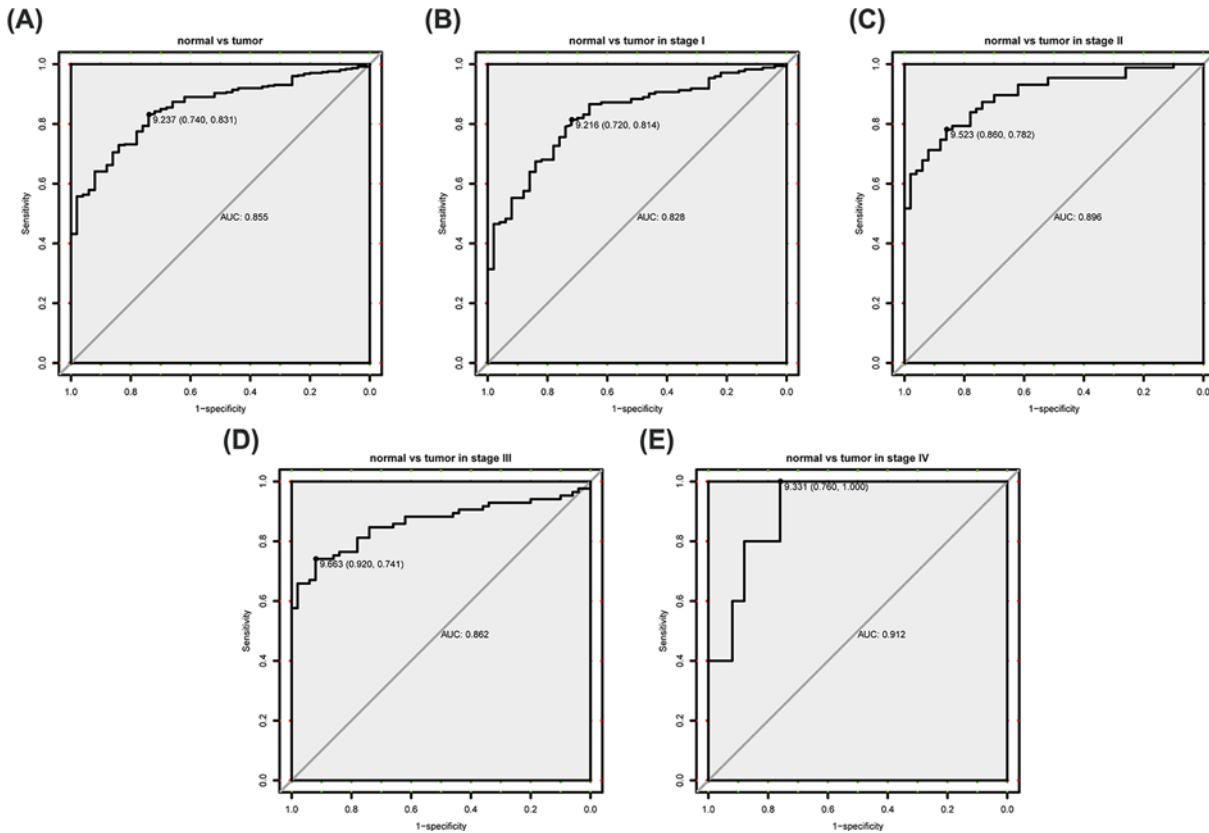 (A)
normal vs tumor
1.0
0.8
0.6
0.4
0.2
0.0
Sensitivity
9.237 (0.740, 0.831)
AUC: 0.855
1.0 0.8 0.6 0.4 0.2 0.0
1−specificity
(B)
normal vs tumor in stage I
1.0
0.8
0.6
0.4
0.2
0.0
Sensitivity
9.216 (0.720, 0.814)
AUC: 0.828
1.0 0.8 0.6 0.4 0.2 0.0
1−specificity
(C)
normal vs tumor in stage II
1.0
0.8
0.6
0.4
0.2
0.0
Sensitivity
9.523 (0.860, 0.782)
AUC: 0.896
1.0 0.8 0.6 0.4 0.2 0.0
1−specificity
(D)
normal vs tumor in stage III
1.0
0.8
0.6
0.4
0.2
0.0
Sensitivity
9.663 (0.920, 0.741)
AUC: 0.862
1.0 0.8 0.6 0.4 0.2 0.0
1−specificity
(E)
normal vs tumor in stage IV
1.0
0.8
0.6
0.4
0.2
0.0
Sensitivity
9.331 (0.760, 1.000)
AUC: 0.912
1.0 0.8 0.6 0.4 0.2 0.0
1−specificity